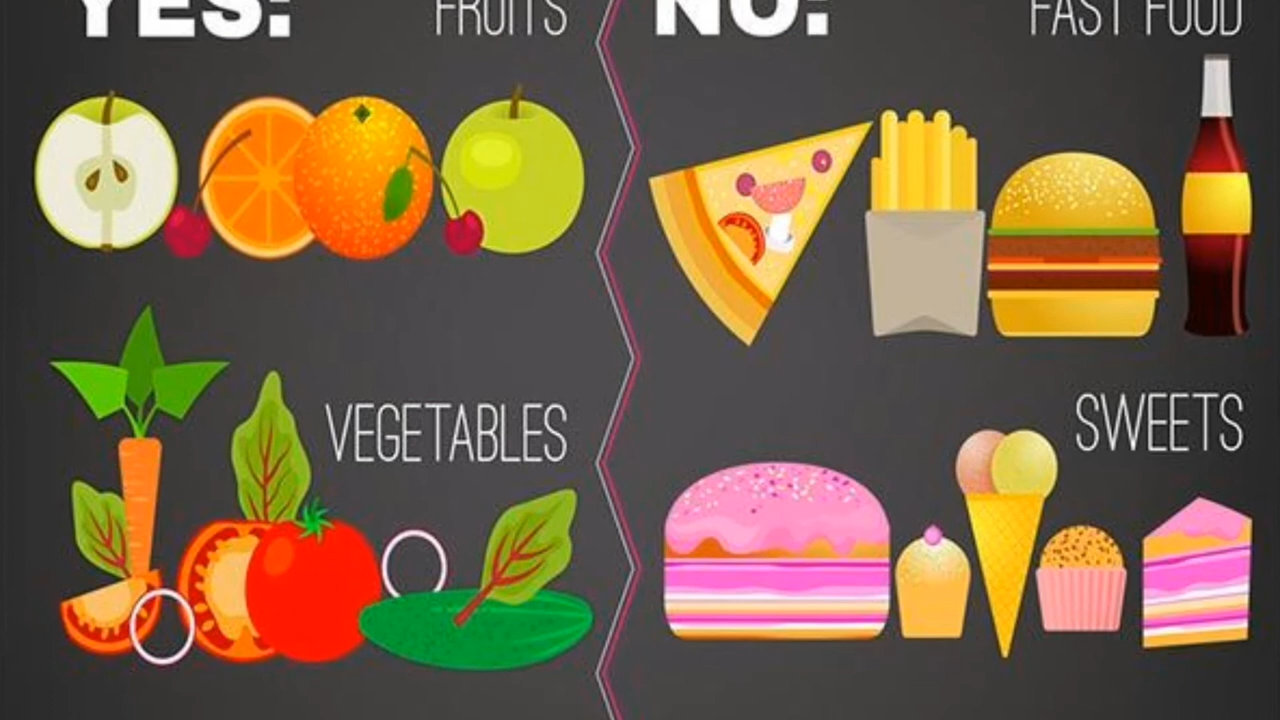 YES:
FRUITS
VEGETABLES
NO:
FAST FOOD
SWEETS